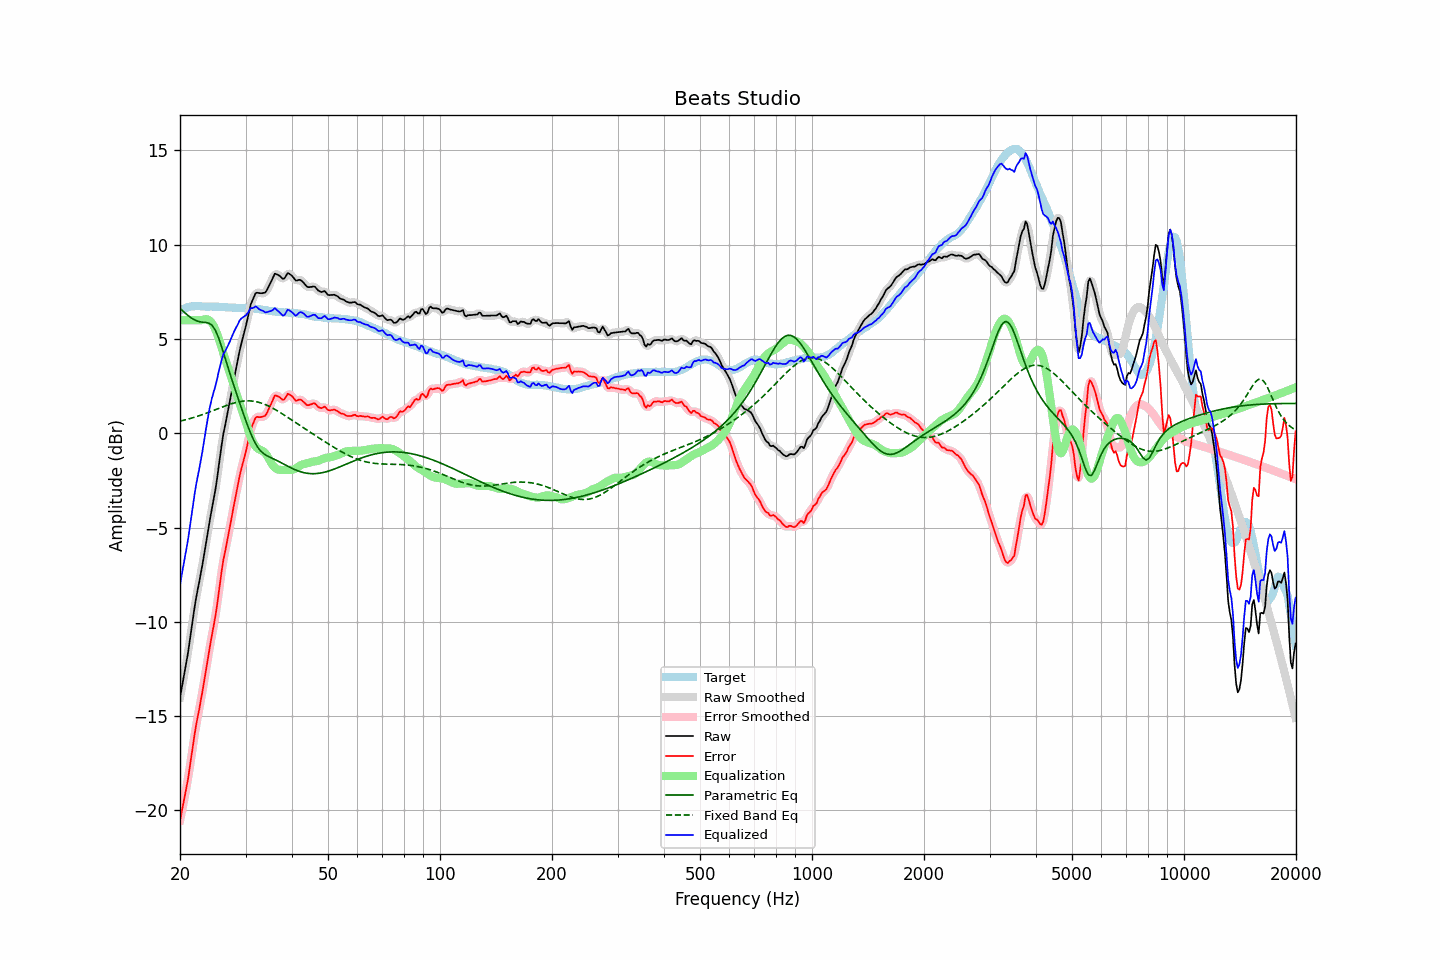 Beats Studio
15
10
5
0
−5
−10
−15
−20
Amplitude (dBr)
Target
Raw Smoothed
Error Smoothed
Raw
Error
Equalization
Parametric Eq
Fixed Band Eq
Equalized
20 50 100 200 500 1000 2000 5000 10000 20000
Frequency (Hz)